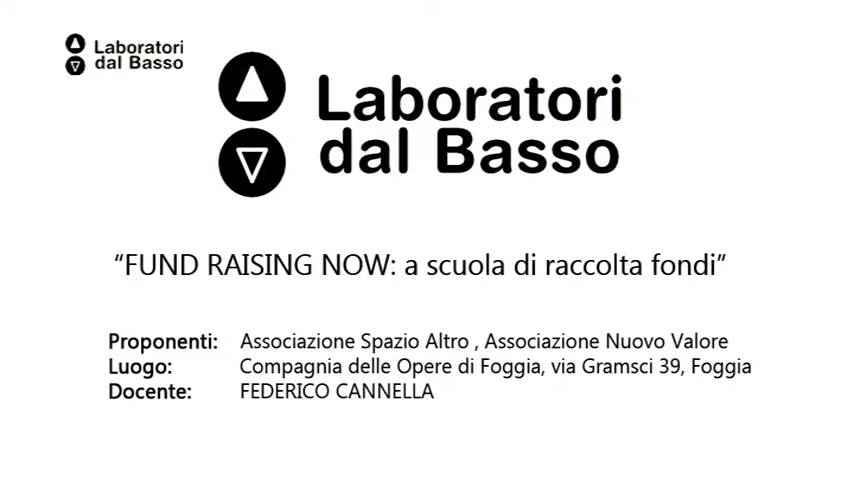 Laboratori
dal Basso
Laboratori
dal Basso
“FUND RAISING NOW: a scuola di raccolta fondi”
Proponenti: Associazione Spazio Altro , Associazione Nuovo Valore
Luogo: Compagnia delle Opere di Foggia, via Gramsci 39, Foggia
Docente: FEDERICO CANNELLA